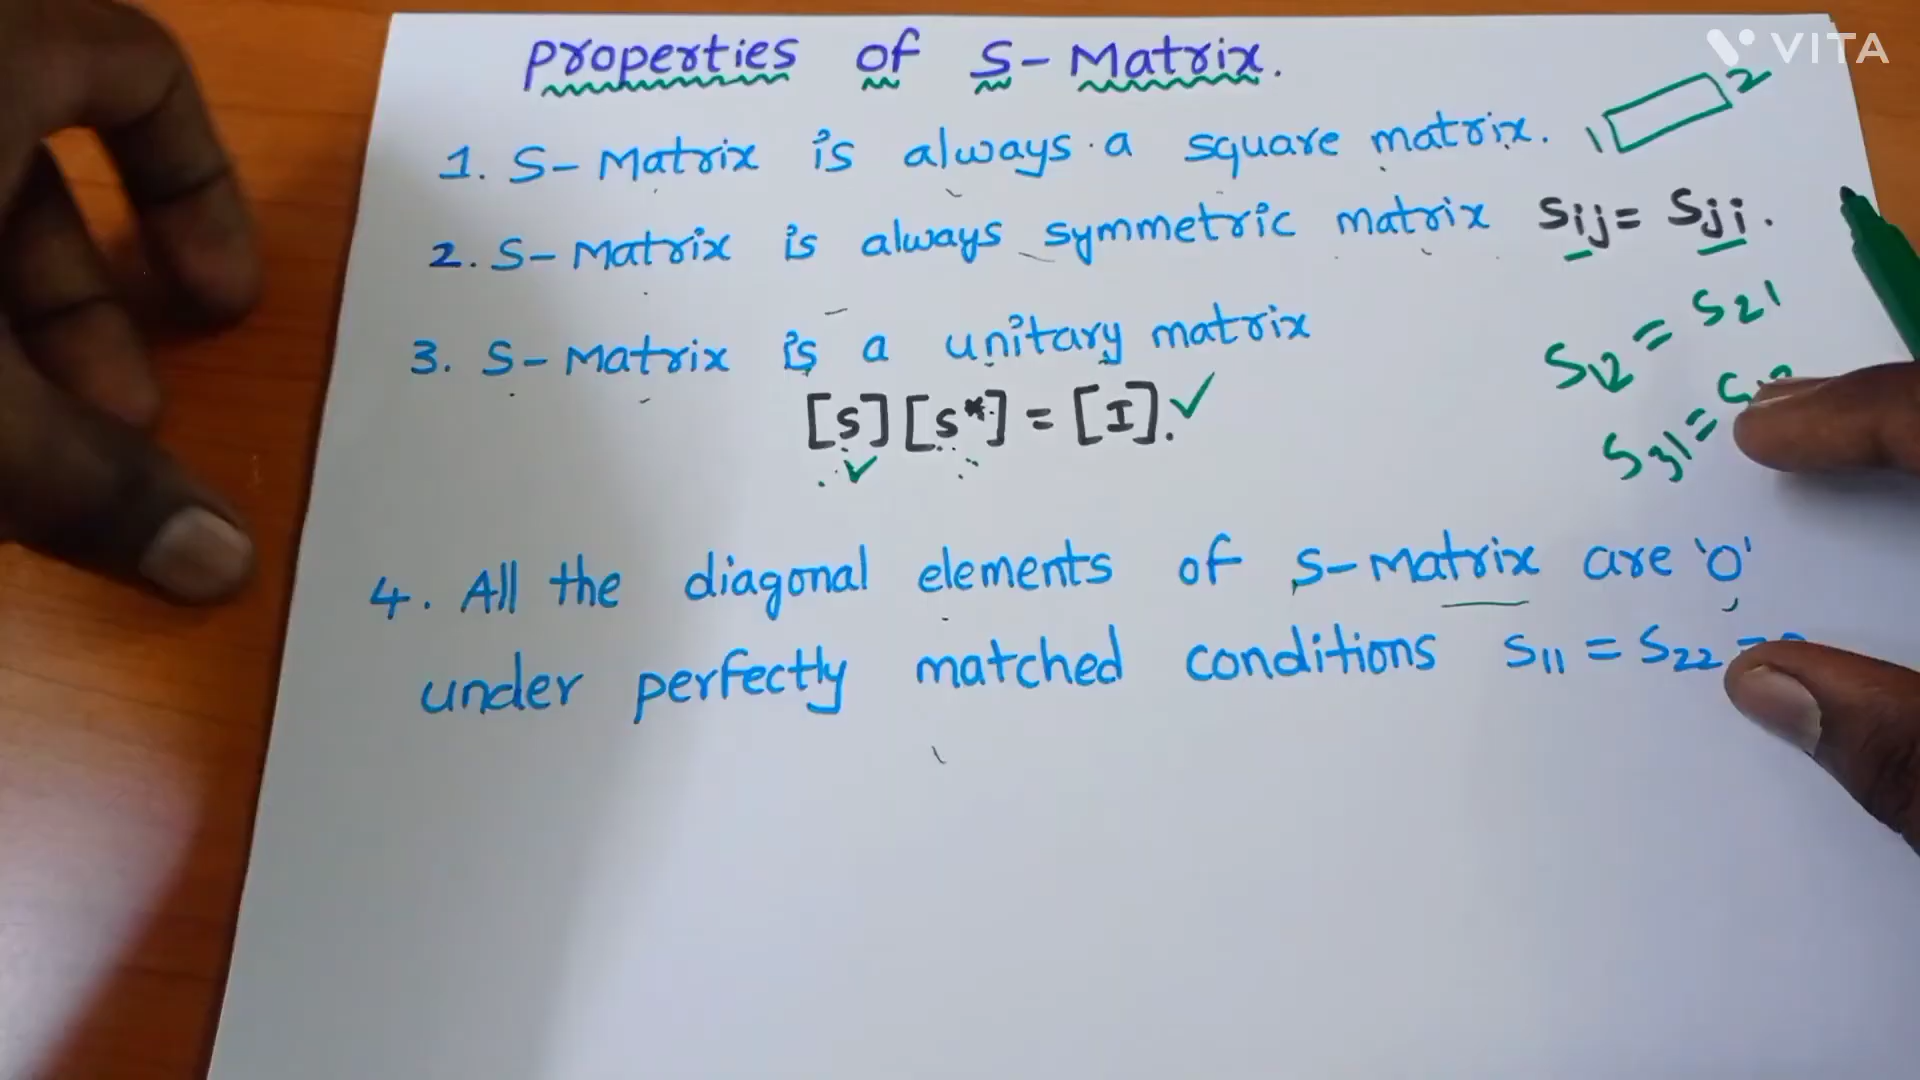 VITA
Properties of S-Matrix.
1. S-Matrix is always a square matrix.
1 2
2. S-Matrix is always symmetric matrix Sij = Sji.
S12 = S21
3. S-Matrix is a unitary matrix
[S] [S*] = [I]. ✓
S31 =
4. All the diagonal elements of S-matrix are '0'
under perfectly matched conditions S11 = S22 =